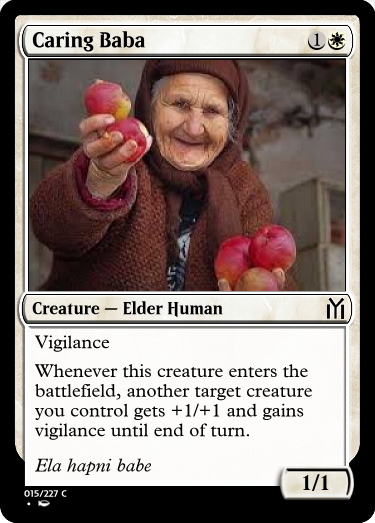 Caring Baba 1
Creature — Elder Human
Vigilance
Whenever this creature enters the
battlefield, another target creature
you control gets +1/+1 and gains
vigilance until end of turn.
Ela hapni babe
1/1
015/227 C